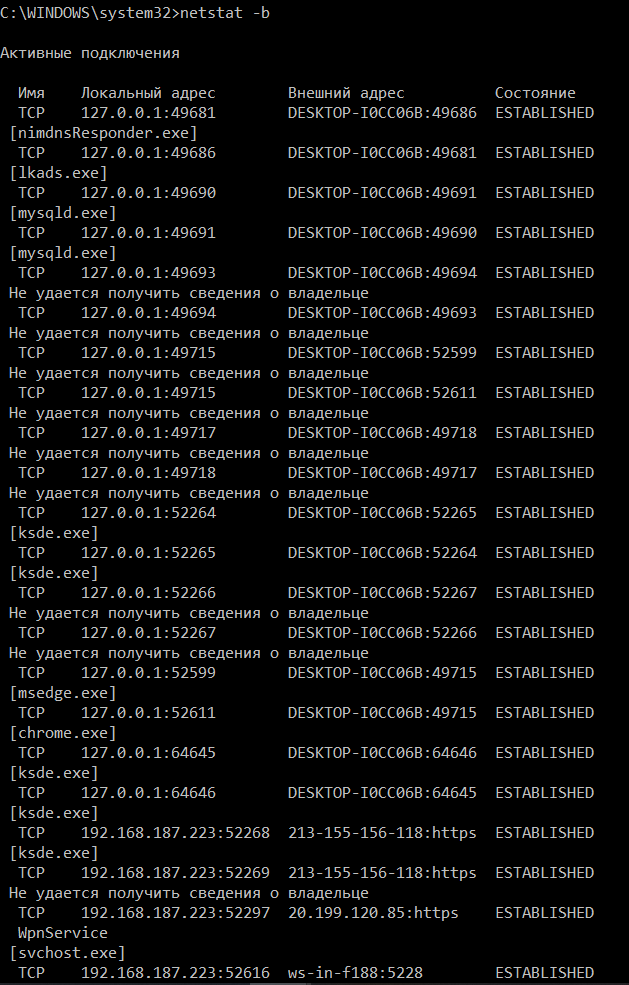 C:\WINDOWS\system32>netstat -b
Активные подключения
Имя Локальный адрес Внешний адрес Состояние
TCP 127.0.0.1:49681 DESKTOP-I0CC06B:49686 ESTABLISHED
[nimdnsResponder.exe]
TCP 127.0.0.1:49686 DESKTOP-I0CC06B:49681 ESTABLISHED
[lkads.exe]
TCP 127.0.0.1:49690 DESKTOP-I0CC06B:49691 ESTABLISHED
[mysqld.exe]
TCP 127.0.0.1:49691 DESKTOP-I0CC06B:49690 ESTABLISHED
[mysqld.exe]
TCP 127.0.0.1:49693 DESKTOP-I0CC06B:49694 ESTABLISHED
Не удается получить сведения о владельце
TCP 127.0.0.1:49694 DESKTOP-I0CC06B:49693 ESTABLISHED
Не удается получить сведения о владельце
TCP 127.0.0.1:49715 DESKTOP-I0CC06B:52599 ESTABLISHED
Не удается получить сведения о владельце
TCP 127.0.0.1:49715 DESKTOP-I0CC06B:52611 ESTABLISHED
Не удается получить сведения о владельце
TCP 127.0.0.1:49717 DESKTOP-I0CC06B:49718 ESTABLISHED
Не удается получить сведения о владельце
TCP 127.0.0.1:49718 DESKTOP-I0CC06B:49717 ESTABLISHED
Не удается получить сведения о владельце
TCP 127.0.0.1:52264 DESKTOP-I0CC06B:52265 ESTABLISHED
[ksde.exe]
TCP 127.0.0.1:52265 DESKTOP-I0CC06B:52264 ESTABLISHED
[ksde.exe]
TCP 127.0.0.1:52266 DESKTOP-I0CC06B:52267 ESTABLISHED
Не удается получить сведения о владельце
TCP 127.0.0.1:52267 DESKTOP-I0CC06B:52266 ESTABLISHED
Не удается получить сведения о владельце
TCP 127.0.0.1:52599 DESKTOP-I0CC06B:49715 ESTABLISHED
[msedge.exe]
TCP 127.0.0.1:52611 DESKTOP-I0CC06B:49715 ESTABLISHED
[chrome.exe]
TCP 127.0.0.1:64645 DESKTOP-I0CC06B:64646 ESTABLISHED
[ksde.exe]
TCP 127.0.0.1:64646 DESKTOP-I0CC06B:64645 ESTABLISHED
[ksde.exe]
TCP 192.168.187.223:52268 213-155-156-118:https ESTABLISHED
[ksde.exe]
TCP 192.168.187.223:52269 213-155-156-118:https ESTABLISHED
Не удается получить сведения о владельце
TCP 192.168.187.223:52297 20.199.120.85:https ESTABLISHED
WpnService
[svchost.exe]
TCP 192.168.187.223:52616 ws-in-f188:5228 ESTABLISHED